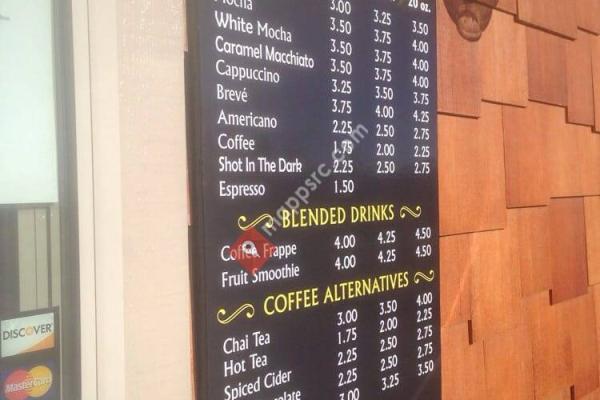 20 oz.
Mocha 3.00 3.25 3.50
White Mocha 3.50 3.75 4.00
Caramel Macchiato 3.50 3.75 4.00
Cappuccino 3.25 3.50 3.75
Brevé 3.75 4.00 4.25
Americano 2.25 2.50 2.75
Coffee 1.75 2.00 2.25
Shot In The Dark 2.25 2.50 2.75
Espresso 1.50
BLENDED DRINKS
Coffee Frappe 4.00 4.25 4.50
Fruit Smoothie 4.00 4.25 4.50
COFFEE ALTERNATIVES
Chai Tea 3.00 3.50 4.00
Hot Tea 1.75 2.00 2.25
Spiced Cider 2.25 2.50 2.75
2.25 2.50 2.75
3.00 3.25 3.50
DISCOVER
MasterCard
mappsrc.com